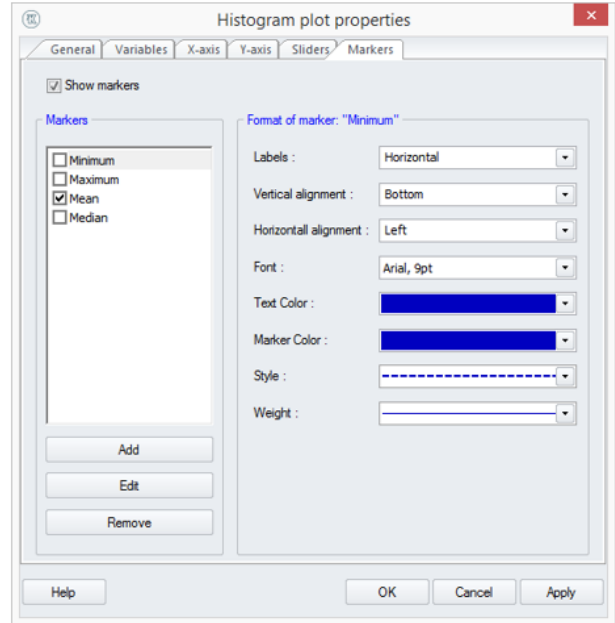 Histogram plot properties
General Variables X-axis Y-axis Sliders Markers
Show markers
Markers
Minimum
Maximum
Mean
Median
Add
Edit
Remove
Format of marker: "Minimum"
Labels : Horizontal
Vertical alignment : Bottom
Horizontall alignment : Left
Font : Arial, 9pt
Text Color :
Marker Color :
Style :
Weight :
Help OK Cancel Apply